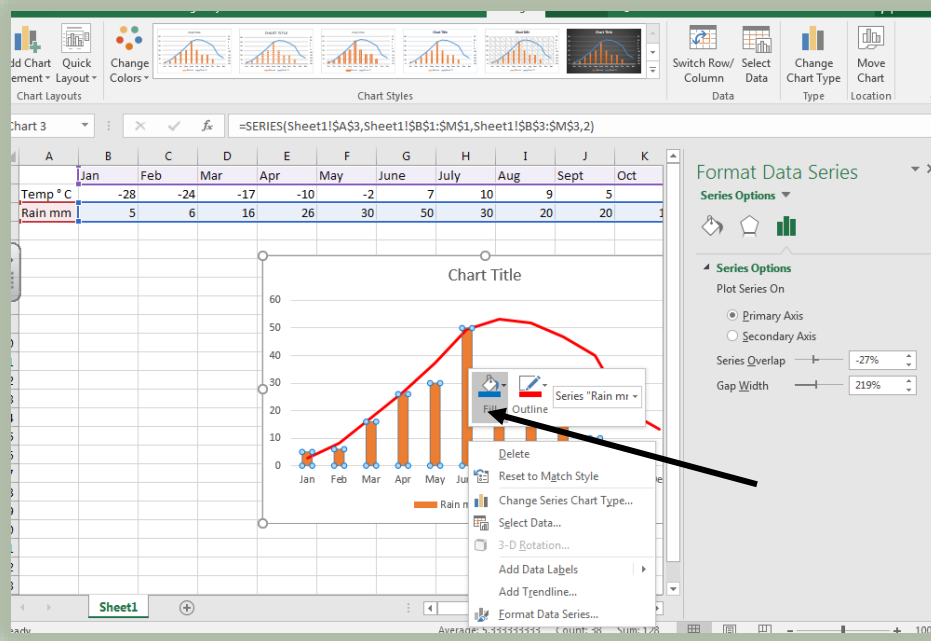 dd Chart Quick Change
ement Layout Colors
Switch Row/ Select Change Move
Column Data Chart Type Chart
Chart Layouts Chart Styles Data Type Location
hart 3 fx =SERIES(Sheet1!$A$3,Sheet1!$B$1:$M$1,Sheet1!$B$3:$M$3,2)
A B C D E F G H I J K
Jan Feb Mar Apr May June July Aug Sept Oct
Temp ° C -28 -24 -17 -10 -2 7 10 9 5
Rain mm 5 6 16 26 30 50 30 20 20 1
Chart Title
60
50
40
30
20
10
0
Jan Feb Mar Apr May Ju
Rain m
Fill Outline Series "Rain mr
Delete
Reset to Match Style
Change Series Chart Type...
Select Data...
3-D Rotation...
Add Data Labels
Add Trendline...
Format Data Series...
Format Data Series
Series Options
Series Options
Plot Series On
Primary Axis
Secondary Axis
Series Overlap -27%
Gap Width 219%
Sheet1
eady Average: 5.333333333 Count: 38 Sum: 128 100